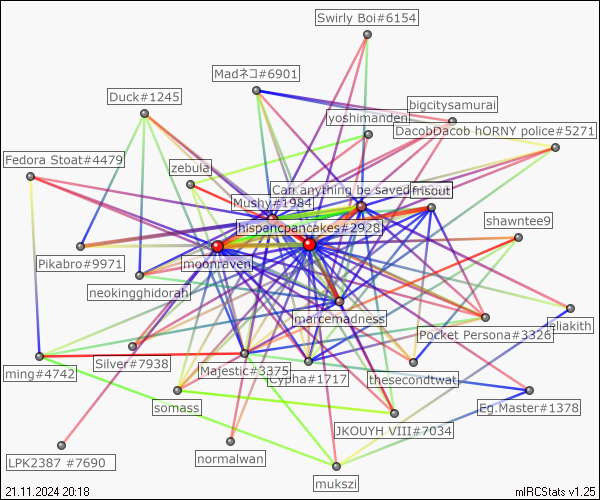 Swirly Boi#6154
Madネコ#6901
Duck#1245
bigcitysamurai
yoshimanden
DacobDacob hORNY police#5271
Fedora Stoat#4479
zebula
Can anything be saved
frisout
Mushy#1984
shawntee9
hispancpancakes#2928
Pikabro#9971
moonraven
neokingghidorah
marcemadness
eliakith
Pocket Persona#3326
ming#4742
Silver#7938
Majestic#3375
Cypha#1717
thesecondtwat
somass
Eg.Master#1378
JKOUYH VIII#7034
LPK2387 #7690
normalwan
mukszi
21.11.2024 20:18
mIRCStats v1.25